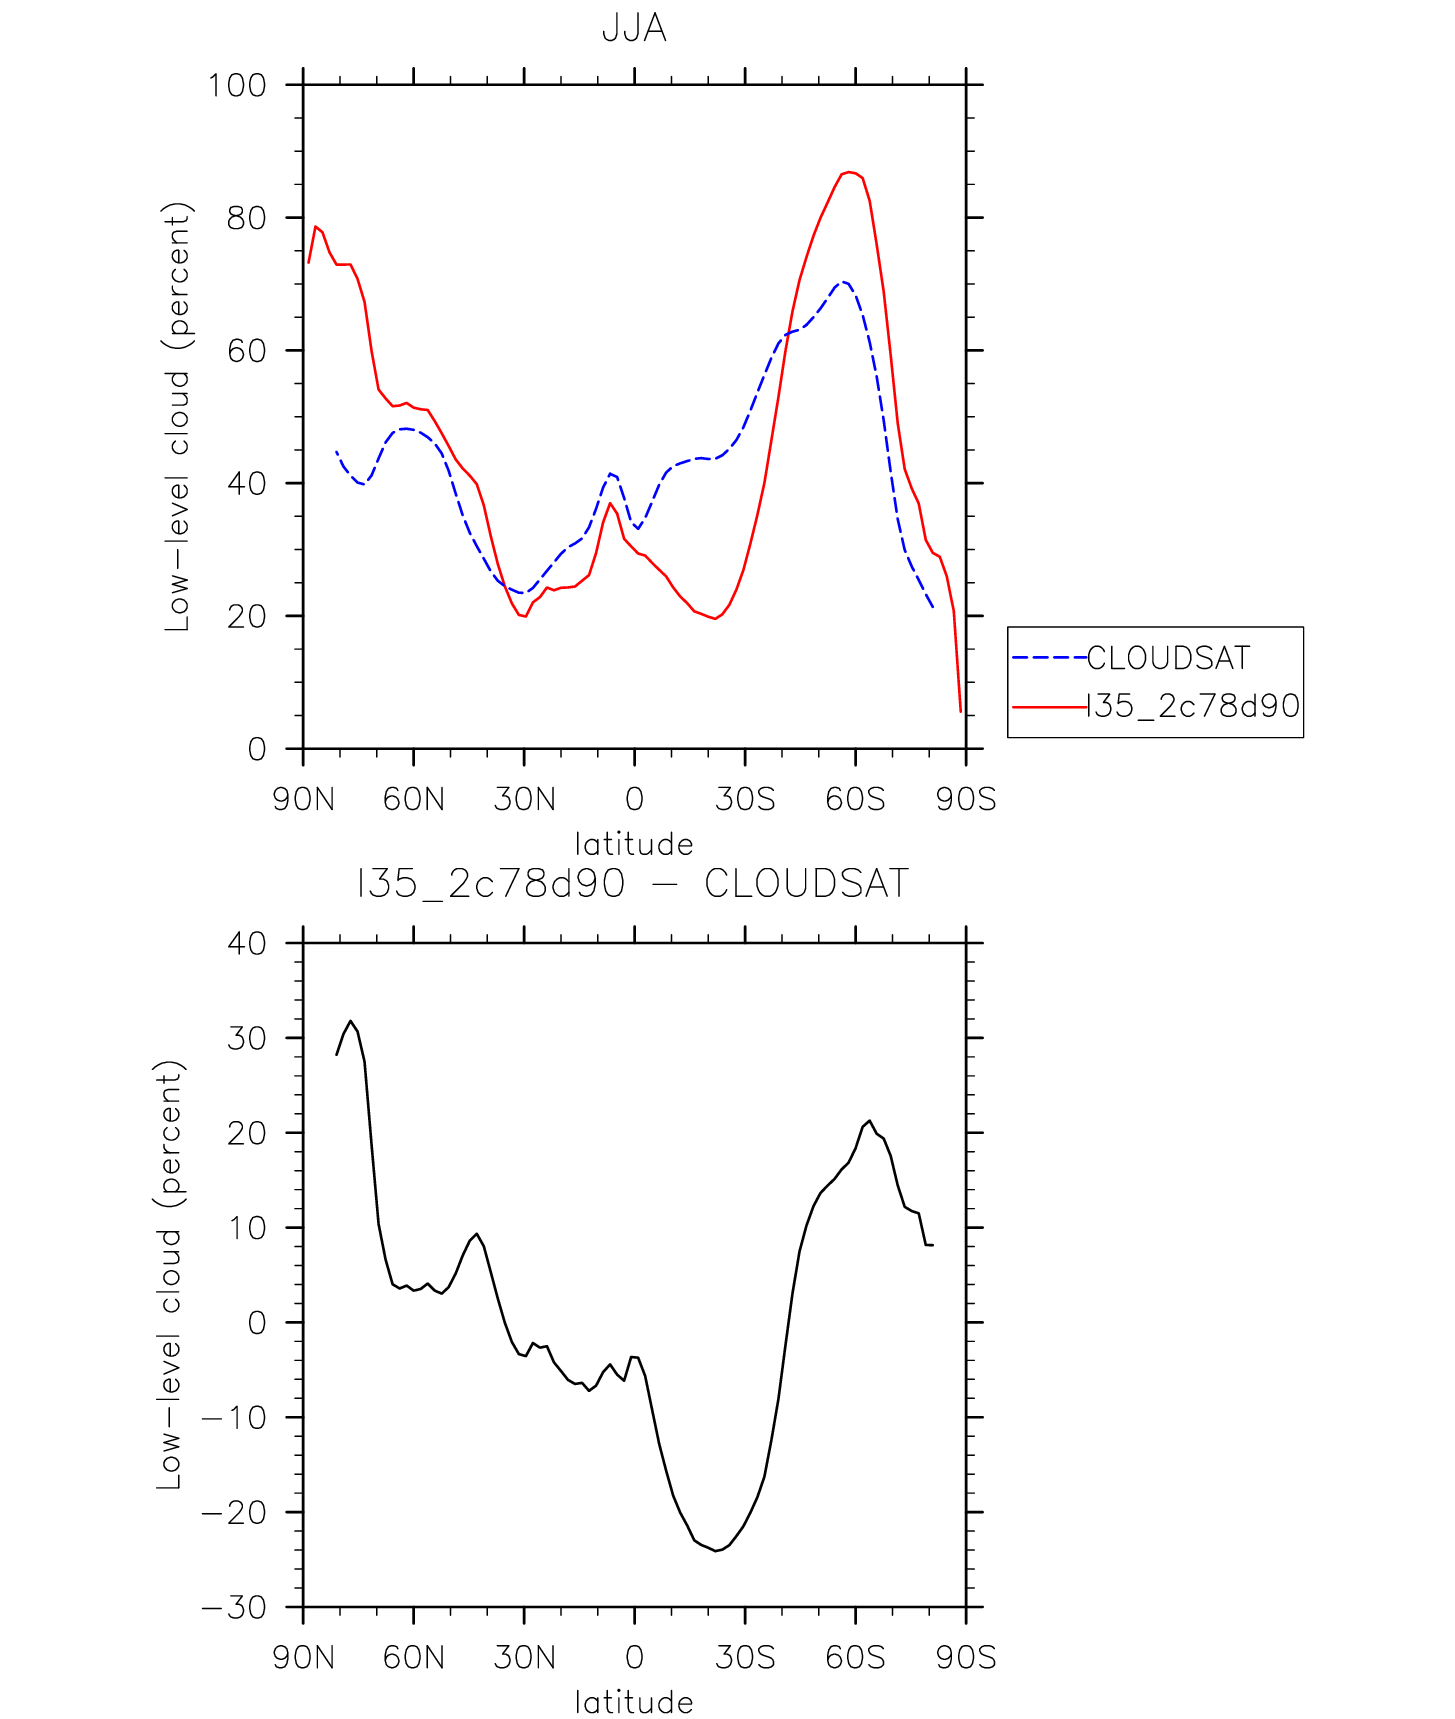 JJA
100
80
60
40
20
0
Low-level cloud (percent)
90N 60N 30N 0 30S 60S 90S
latitude
CLOUDSAT
I35_2c78d90
I35_2c78d90 - CLOUDSAT
40
30
20
10
0
-10
-20
-30
Low-level cloud (percent)
90N 60N 30N 0 30S 60S 90S
latitude